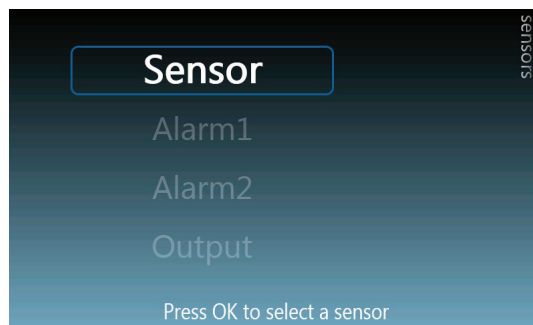 sensors
Sensor
Alarm1
Alarm2
Output
Press OK to select a sensor